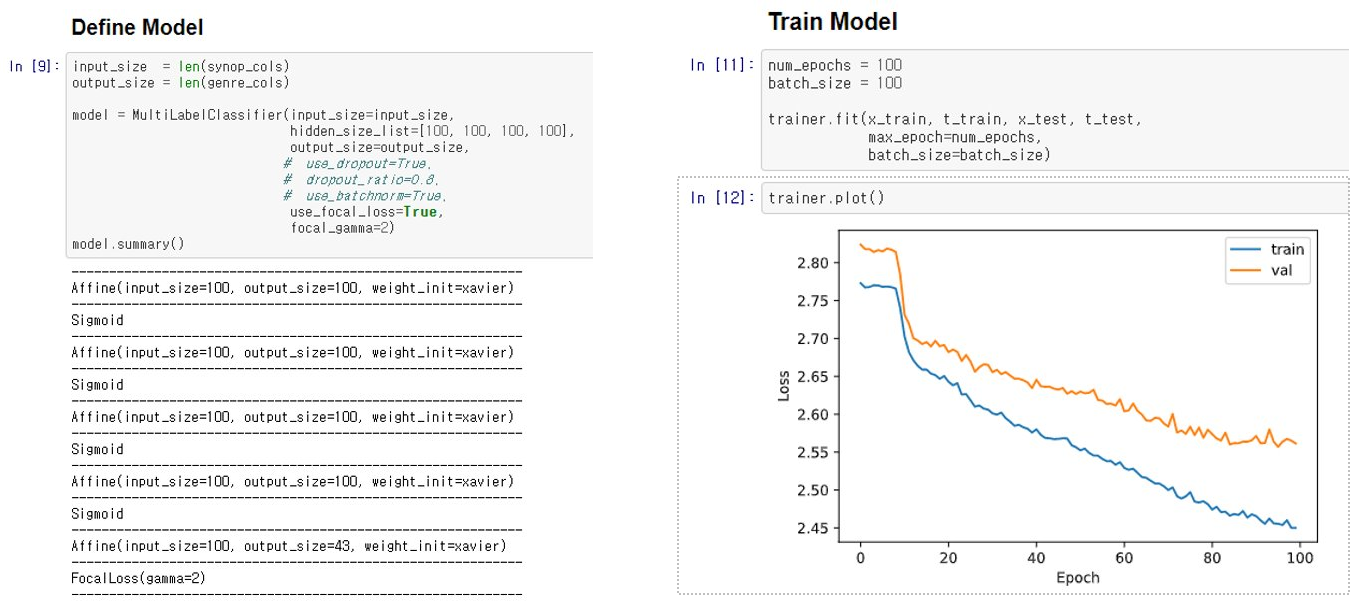 Define Model
In [9]:
input_size  = len(synop_cols)
output_size = len(genre_cols)
model = MultiLabelClassifier(input_size=input_size,
hidden_size_list=[100, 100, 100, 100],
output_size=output_size,
#  use_dropout=True,
#  dropout_ratio=0.8,
#  use_batchnorm=True,
use_focal_loss=True,
focal_gamma=2)
model.summary()
Affine(input_size=100, output_size=100, weight_init=xavier)
Sigmoid
Affine(input_size=100, output_size=100, weight_init=xavier)
Sigmoid
Affine(input_size=100, output_size=100, weight_init=xavier)
Sigmoid
Affine(input_size=100, output_size=100, weight_init=xavier)
Sigmoid
Affine(input_size=100, output_size=43, weight_init=xavier)
FocalLoss(gamma=2)
Train Model
In [11]:
num_epochs = 100
batch_size = 100
trainer.fit(x_train, t_train, x_test, t_test,
max_epoch=num_epochs,
batch_size=batch_size)
In [12]:
trainer.plot()
train
val
2.80
2.75
2.70
2.65
2.60
2.55
2.50
2.45
Loss
0 20 40 60 80 100
Epoch